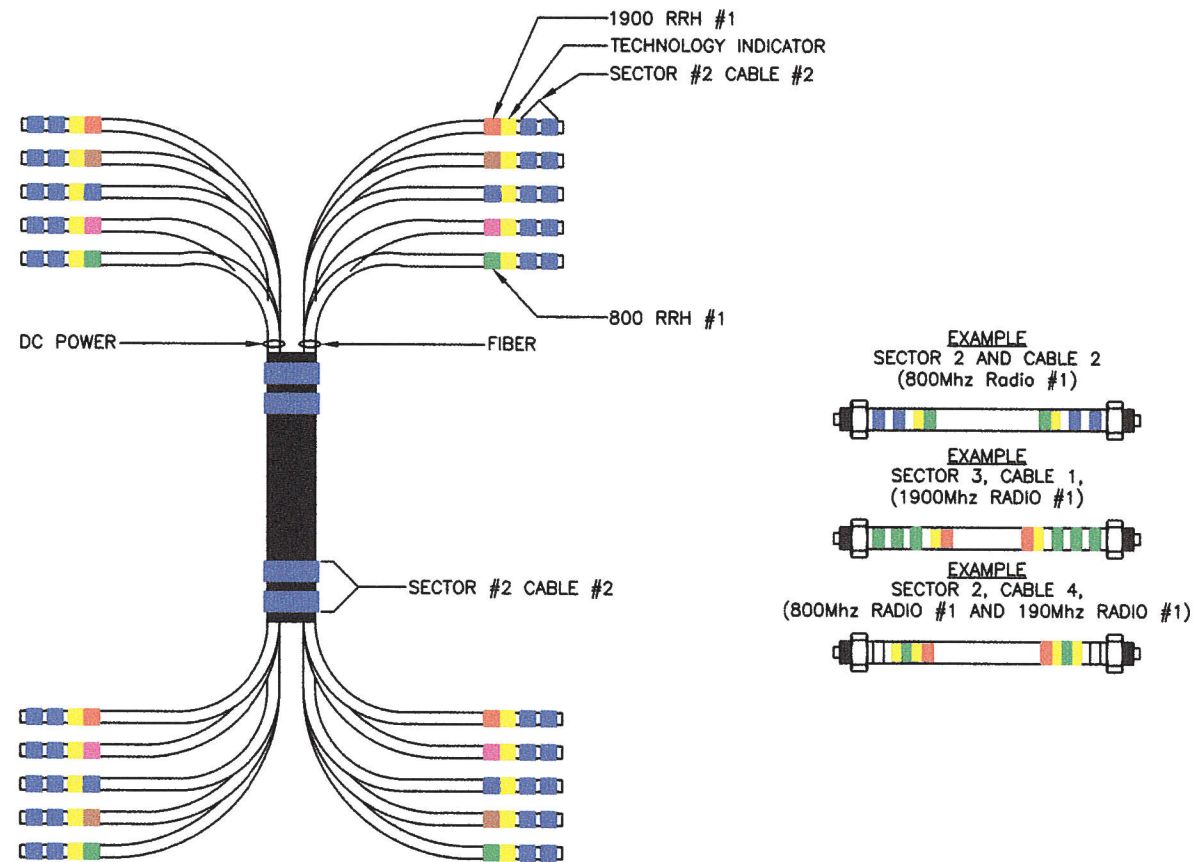 1900 RRH #1
TECHNOLOGY INDICATOR
SECTOR #2 CABLE #2
800 RRH #1
DC POWER
FIBER
SECTOR #2 CABLE #2
EXAMPLE
SECTOR 2 AND CABLE 2
(800Mhz Radio #1)
EXAMPLE
SECTOR 3, CABLE 1,
(1900Mhz RADIO #1)
EXAMPLE
SECTOR 2, CABLE 4,
(800Mhz RADIO #1 AND 190Mhz RADIO #1)